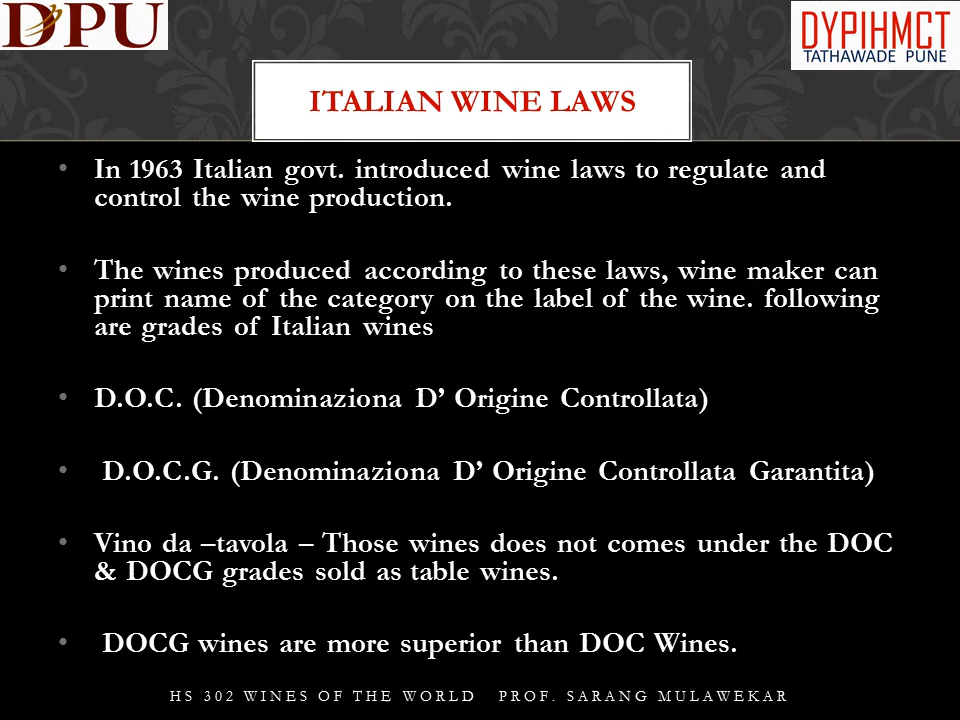 DPU
DYPIHMCT
TATHAWADE PUNE
ITALIAN WINE LAWS
• In 1963 Italian govt. introduced wine laws to regulate and
control the wine production.
• The wines produced according to these laws, wine maker can
print name of the category on the label of the wine. following
are grades of Italian wines
• D.O.C. (Denominaziona D’ Origine Controllata)
• D.O.C.G. (Denominaziona D’ Origine Controllata Garantita)
• Vino da –tavola – Those wines does not comes under the DOC
& DOCG grades sold as table wines.
• DOCG wines are more superior than DOC Wines.
HS 302 WINES OF THE WORLD PROF. SARANG MULAWEKAR